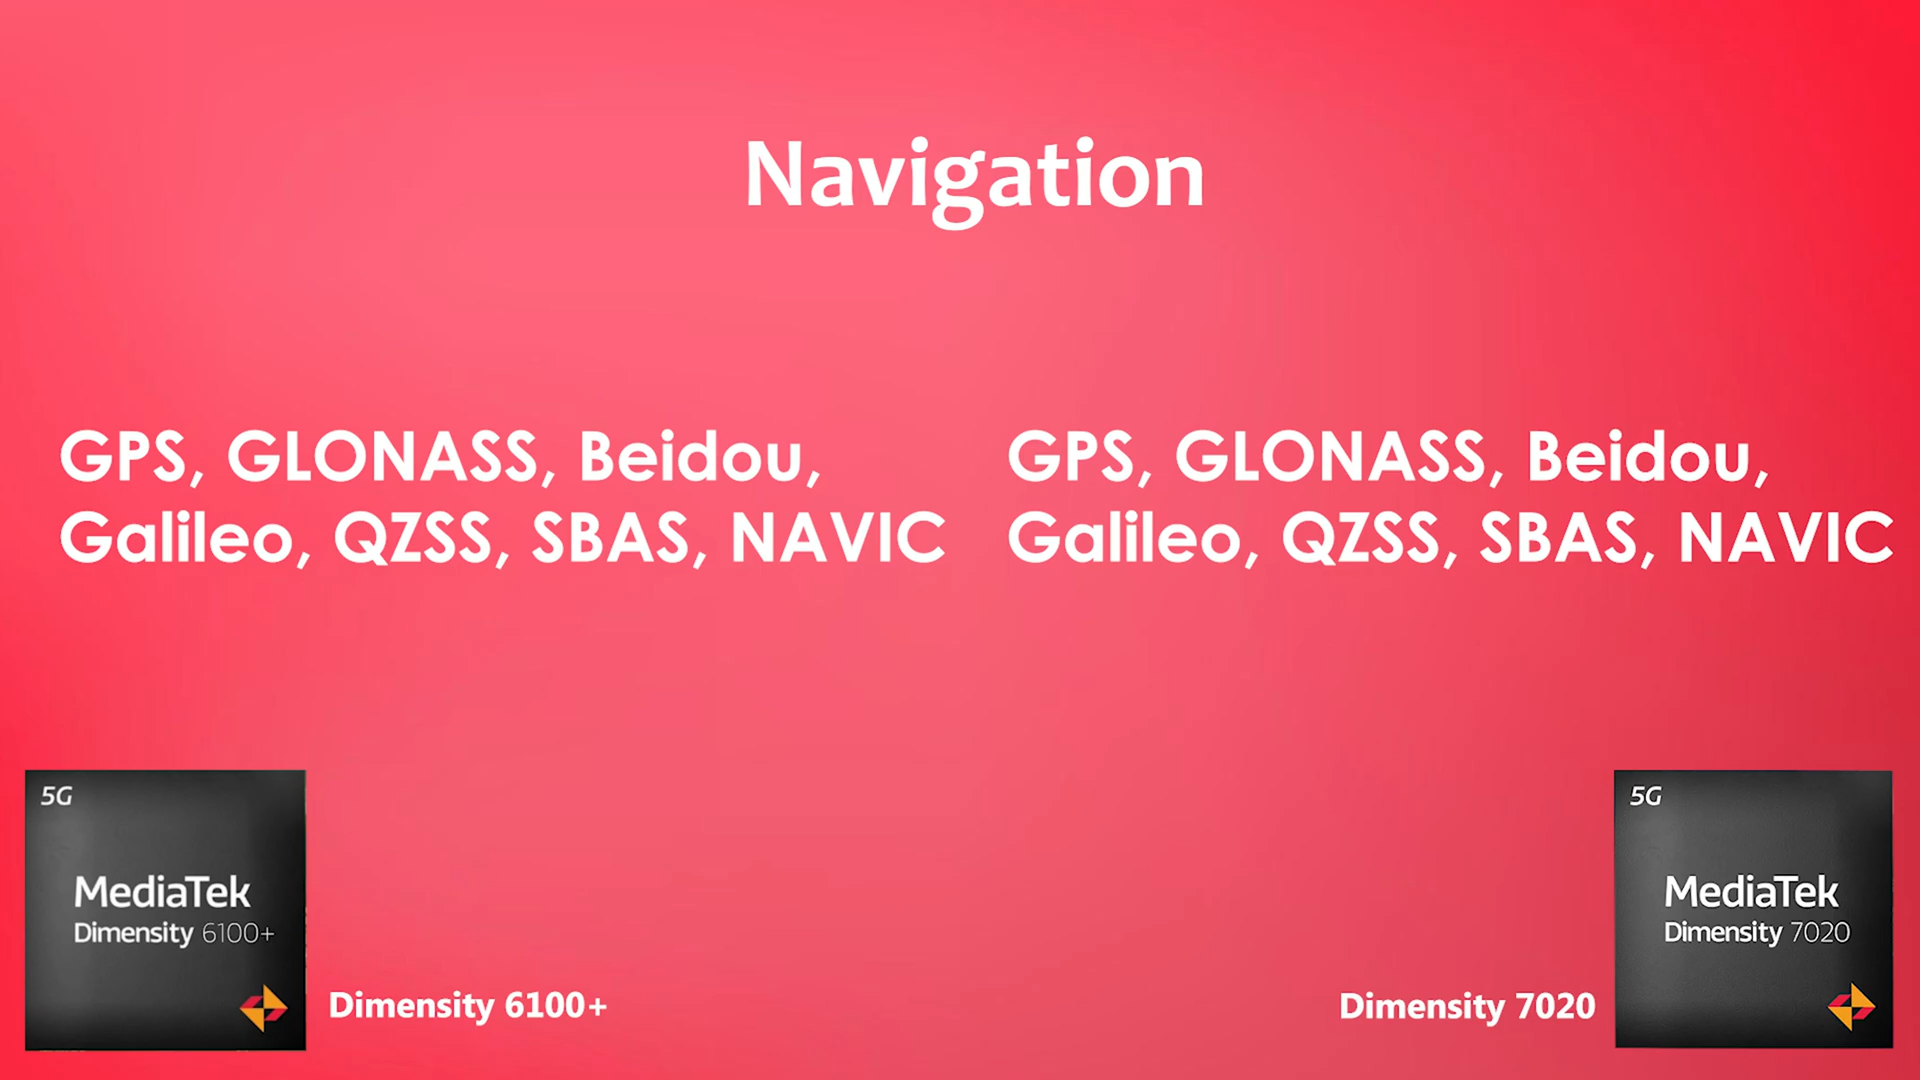 Navigation
GPS, GLONASS, Beidou,
Galileo, QZSS, SBAS, NAVIC
GPS, GLONASS, Beidou,
Galileo, QZSS, SBAS, NAVIC
5G
MediaTek
Dimensity 6100+
Dimensity 6100+
Dimensity 7020
5G
MediaTek
Dimensity 7020